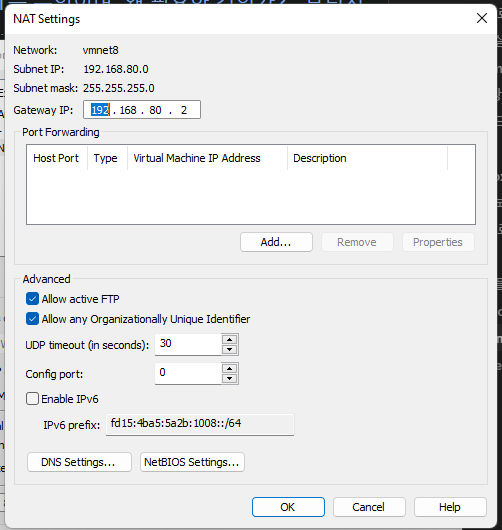 NAT Settings
Network: vmnet8
Subnet IP: 192.168.80.0
Subnet mask: 255.255.255.0
Gateway IP: 192 . 168 . 80 . 2
Port Forwarding
Host Port Type Virtual Machine IP Address Description
Add... Remove Properties
Advanced
Allow active FTP
Allow any Organizationally Unique Identifier
UDP timeout (in seconds): 30
Config port: 0
Enable IPv6
IPv6 prefix: fd15:4ba5:5a2b:1008::/64
DNS Settings... NetBIOS Settings...
OK Cancel Help